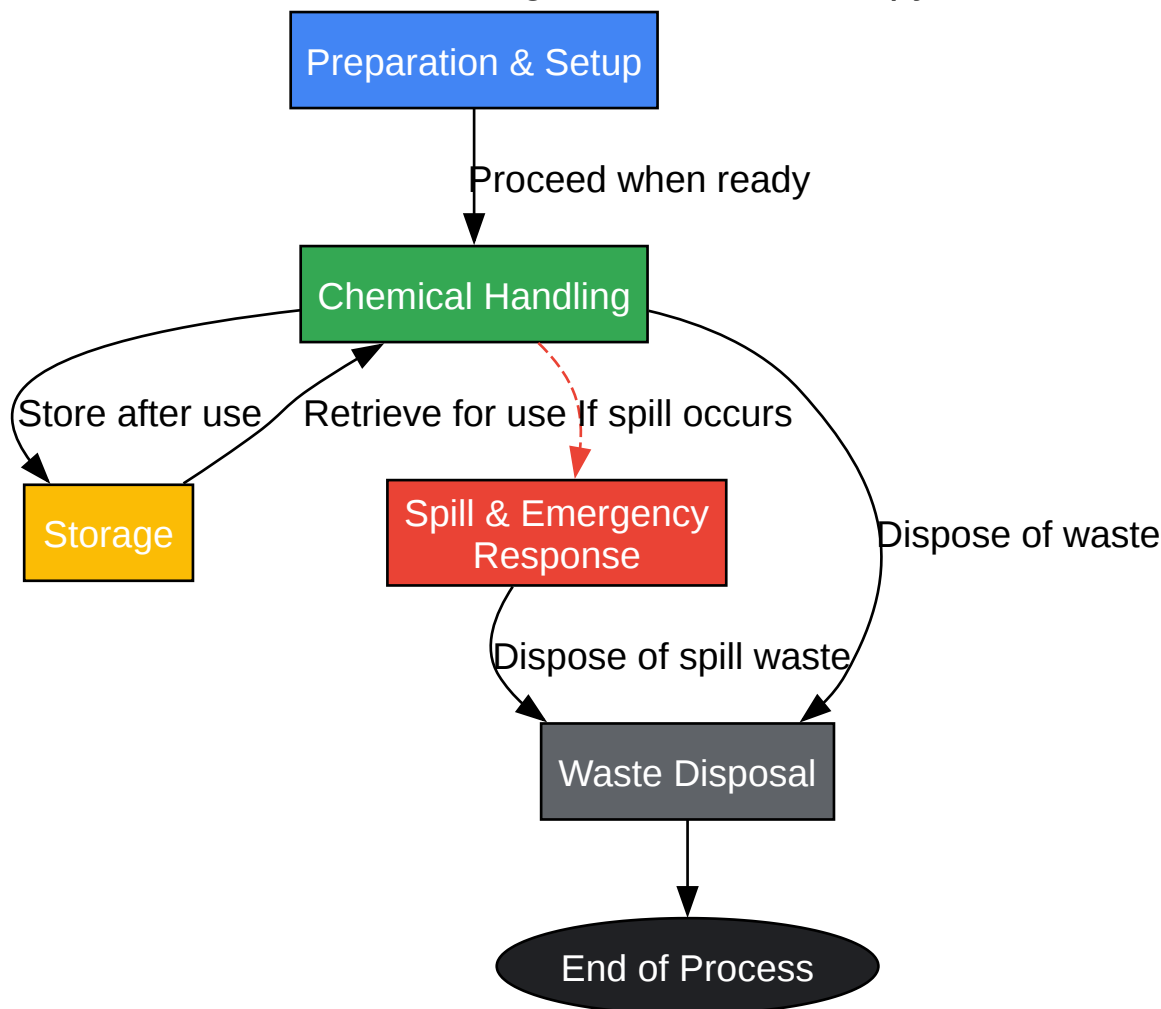 Preparation & Setup
Proceed when ready
Chemical Handling
Store after use
Retrieve for use
If spill occurs
Storage
Spill & Emergency
Response
Dispose of waste
Dispose of spill waste
Waste Disposal
End of Process